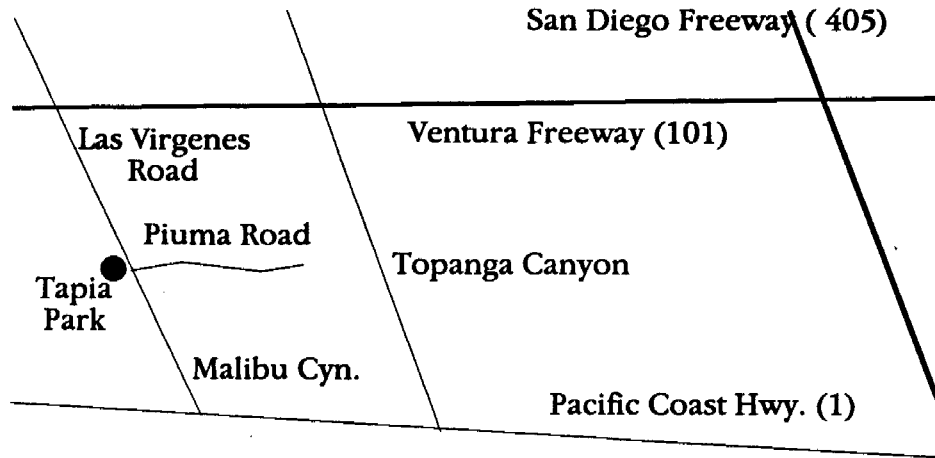 San Diego Freeway ( 405)
Ventura Freeway (101)
Las Virgenes
Road
Piuma Road
Topanga Canyon
Tapia
Park
Malibu Cyn.
Pacific Coast Hwy. (1)